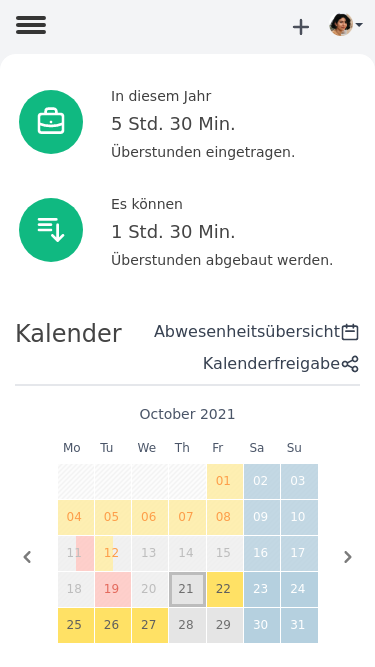 In diesem Jahr
5 Std. 30 Min.
Überstunden eingetragen.
Es können
1 Std. 30 Min.
Überstunden abgebaut werden.
Kalender
Abwesenheitsübersicht
Kalenderfreigabe
October 2021
Mo Tu We Th Fr Sa Su
01 02 03
04 05 06 07 08 09 10
11 12 13 14 15 16 17
18 19 20 21 22 23 24
25 26 27 28 29 30 31